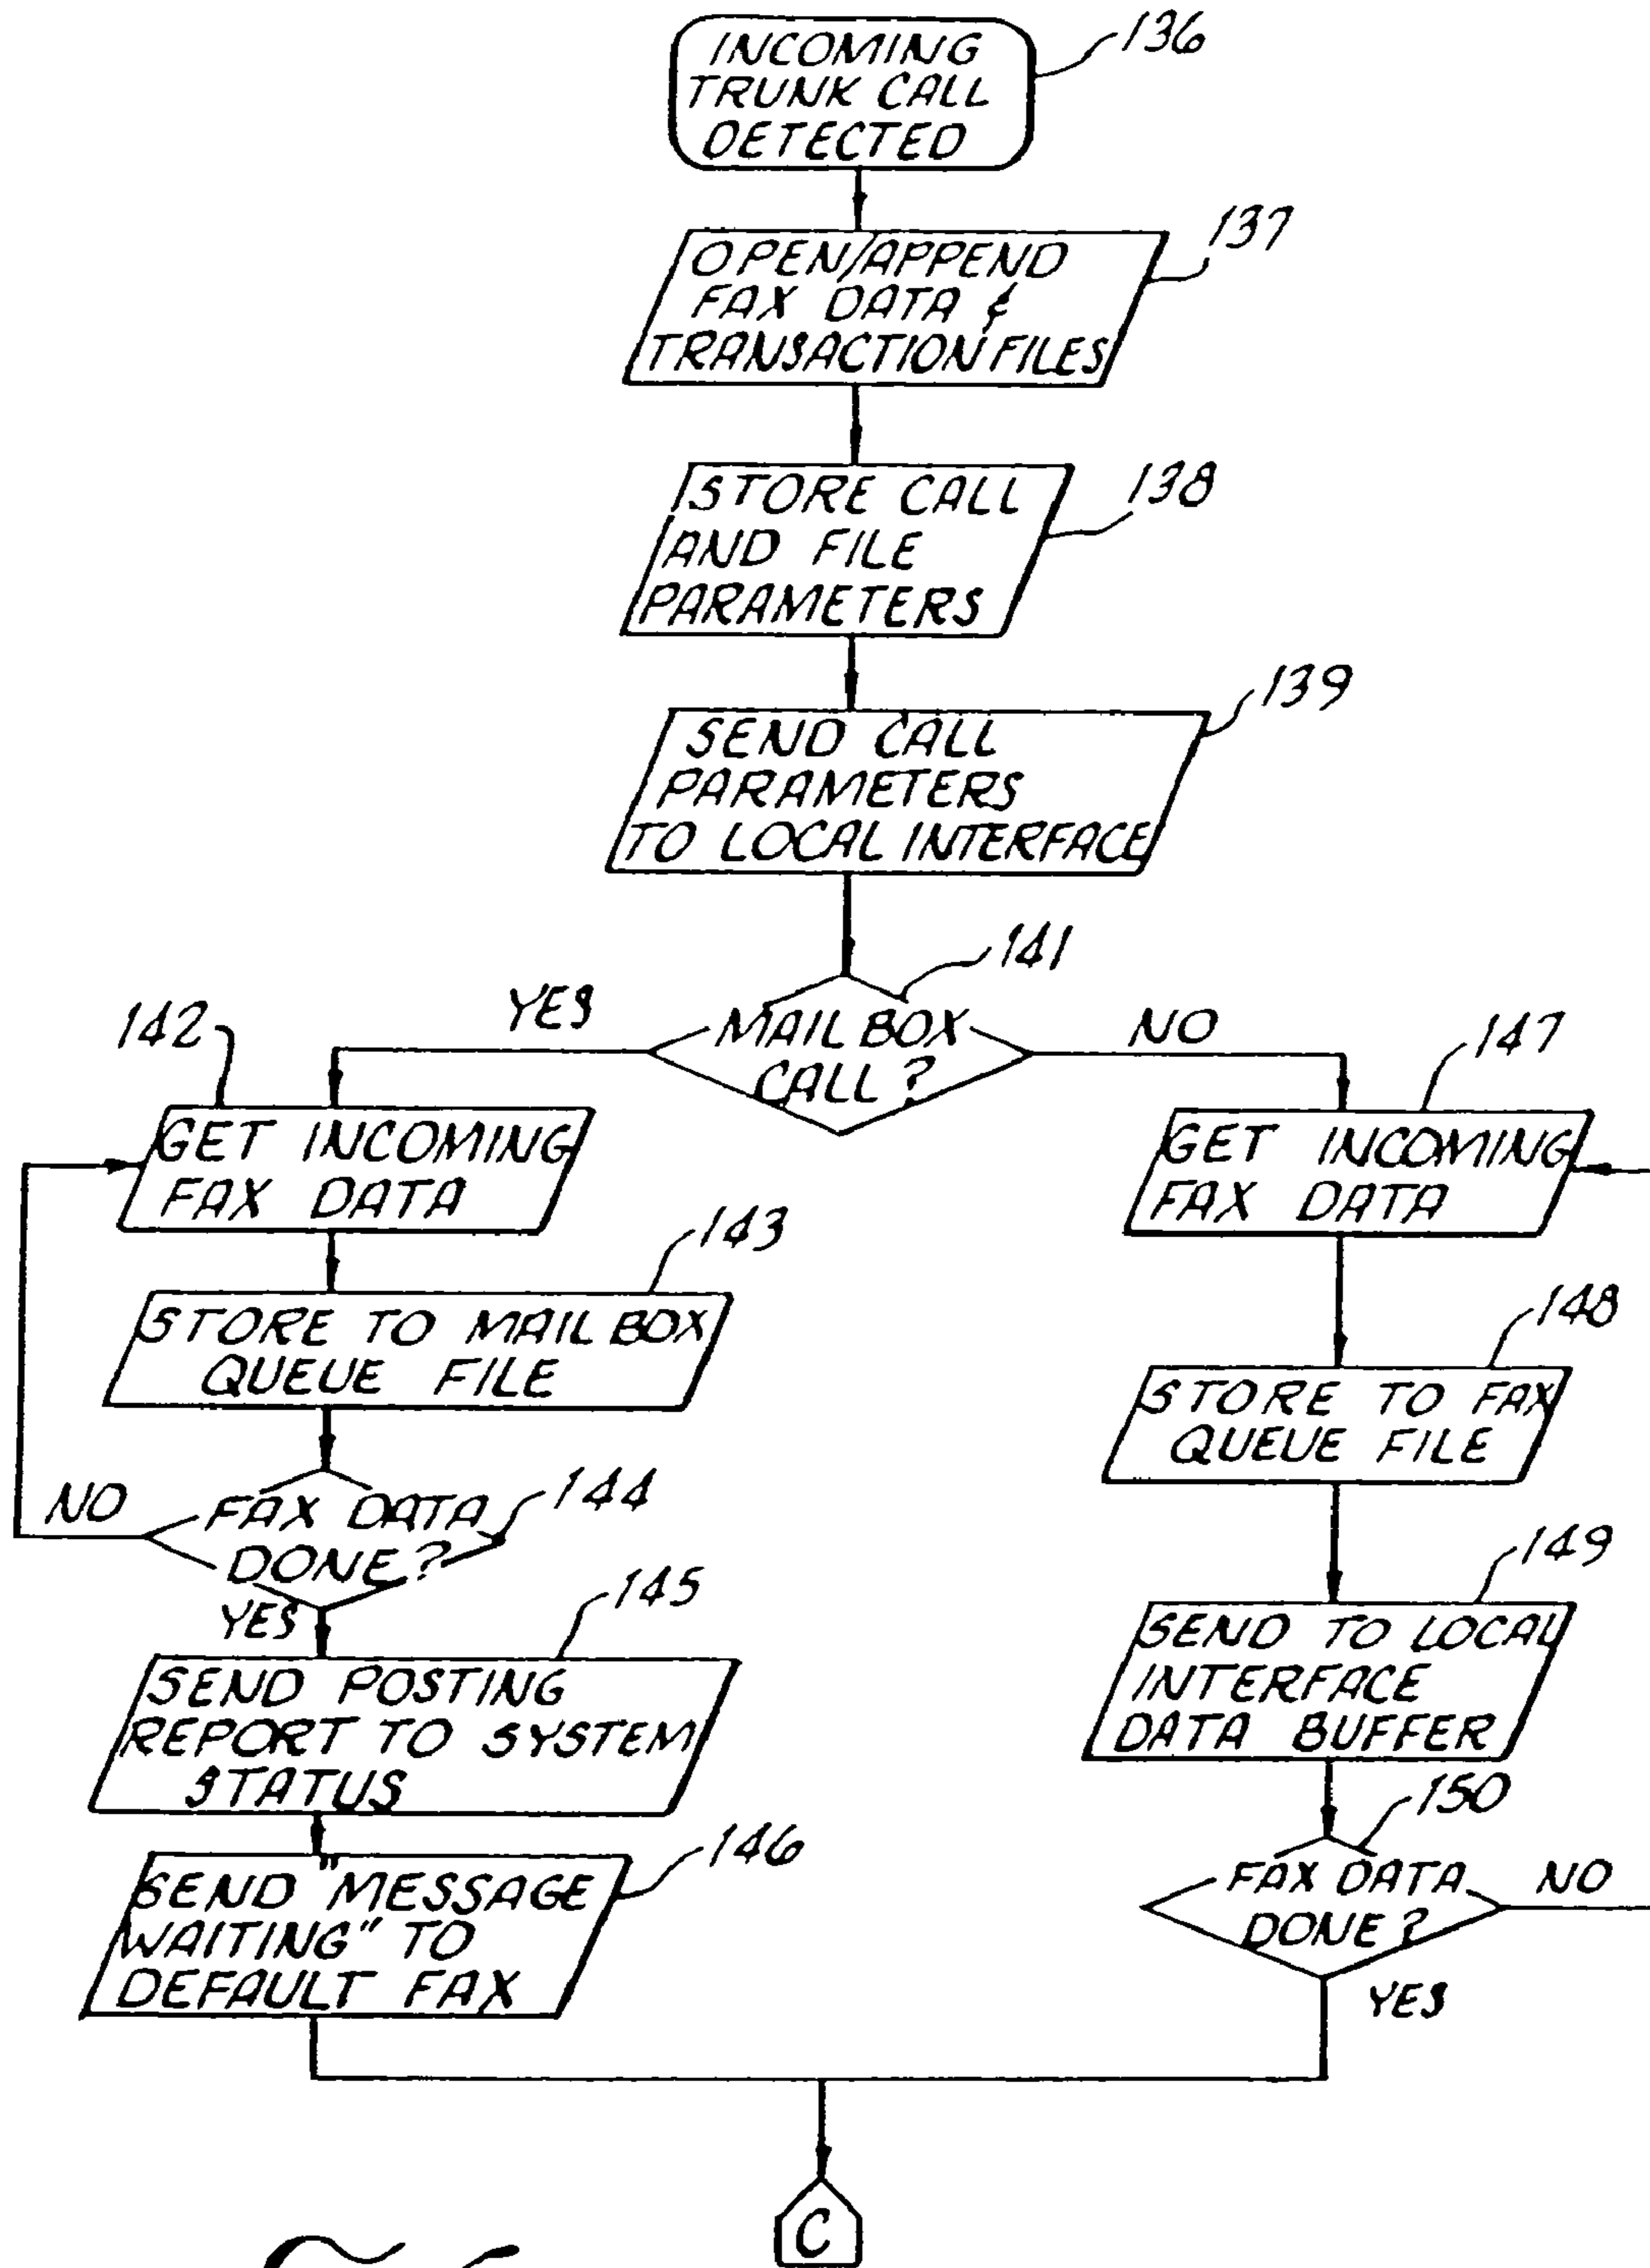 INCOMING
TRUNK CALL
DETECTED
136
OPEN/APPEND
FAX DATA &
TRANSACTION FILES
137
STORE CALL
AND FILE
PARAMETERS
138
SEND CALL
PARAMETERS
TO LOCAL INTERFACE
139
MAIL BOX
CALL?
141
YES
NO
142
GET INCOMING
FAX DATA
STORE TO MAIL BOX
QUEUE FILE
143
FAX DATA
DONE?
144
NO
YES
SEND POSTING
REPORT TO SYSTEM
STATUS
145
SEND "MESSAGE
WAITING" TO
DEFAULT FAX
146
GET INCOMING
FAX DATA
147
STORE TO FAX
QUEUE FILE
148
SEND TO LOCAL
INTERFACE
DATA BUFFER
149
FAX DATA
DONE?
150
NO
YES
C